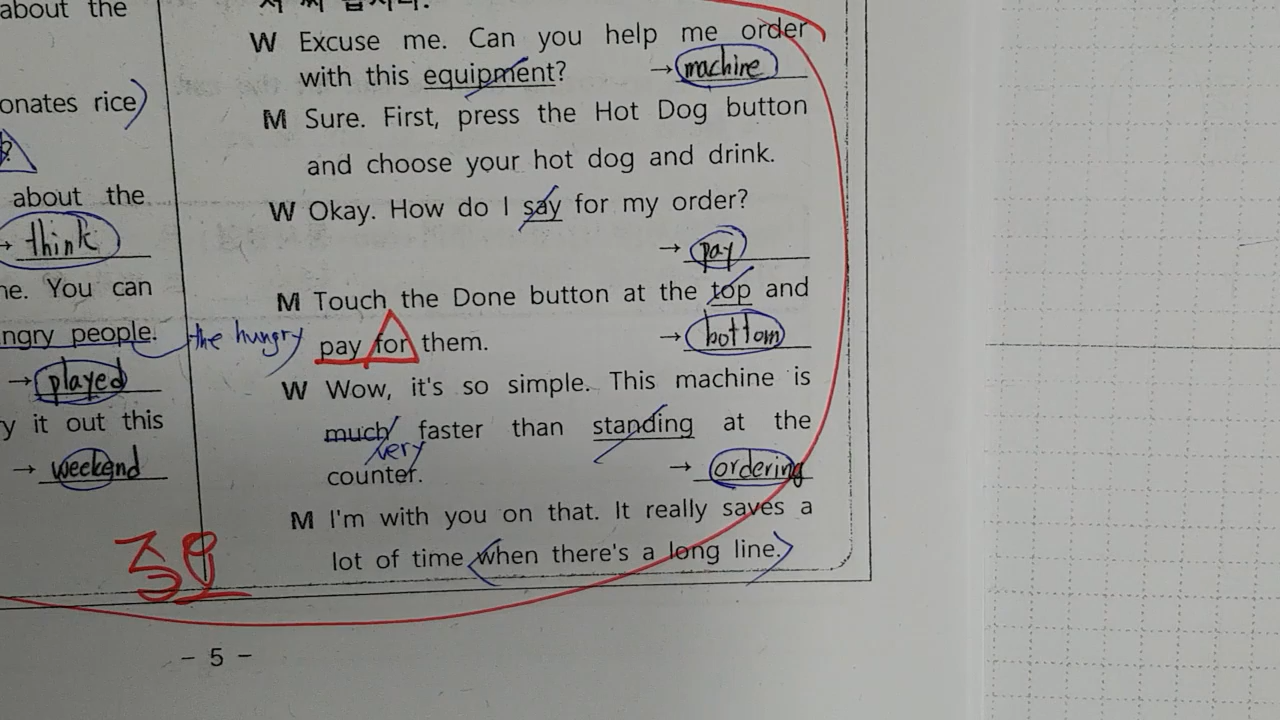 about the
onates rice)
about the
→ think
ne. You can
ngry people. the hungry
→ played
y it out this
→ weekend
W Excuse me. Can you help me order
with this equipment? → machine
M Sure. First, press the Hot Dog button
and choose your hot dog and drink.
W Okay. How do I say for my order?
→ pay
M Touch the Done button at the top and
pay for them. → bottom
W Wow, it's so simple. This machine is
much faster than standing at the
very
counter. → ordering
M I'm with you on that. It really saves a
lot of time <when there's a long line.>
- 5 -